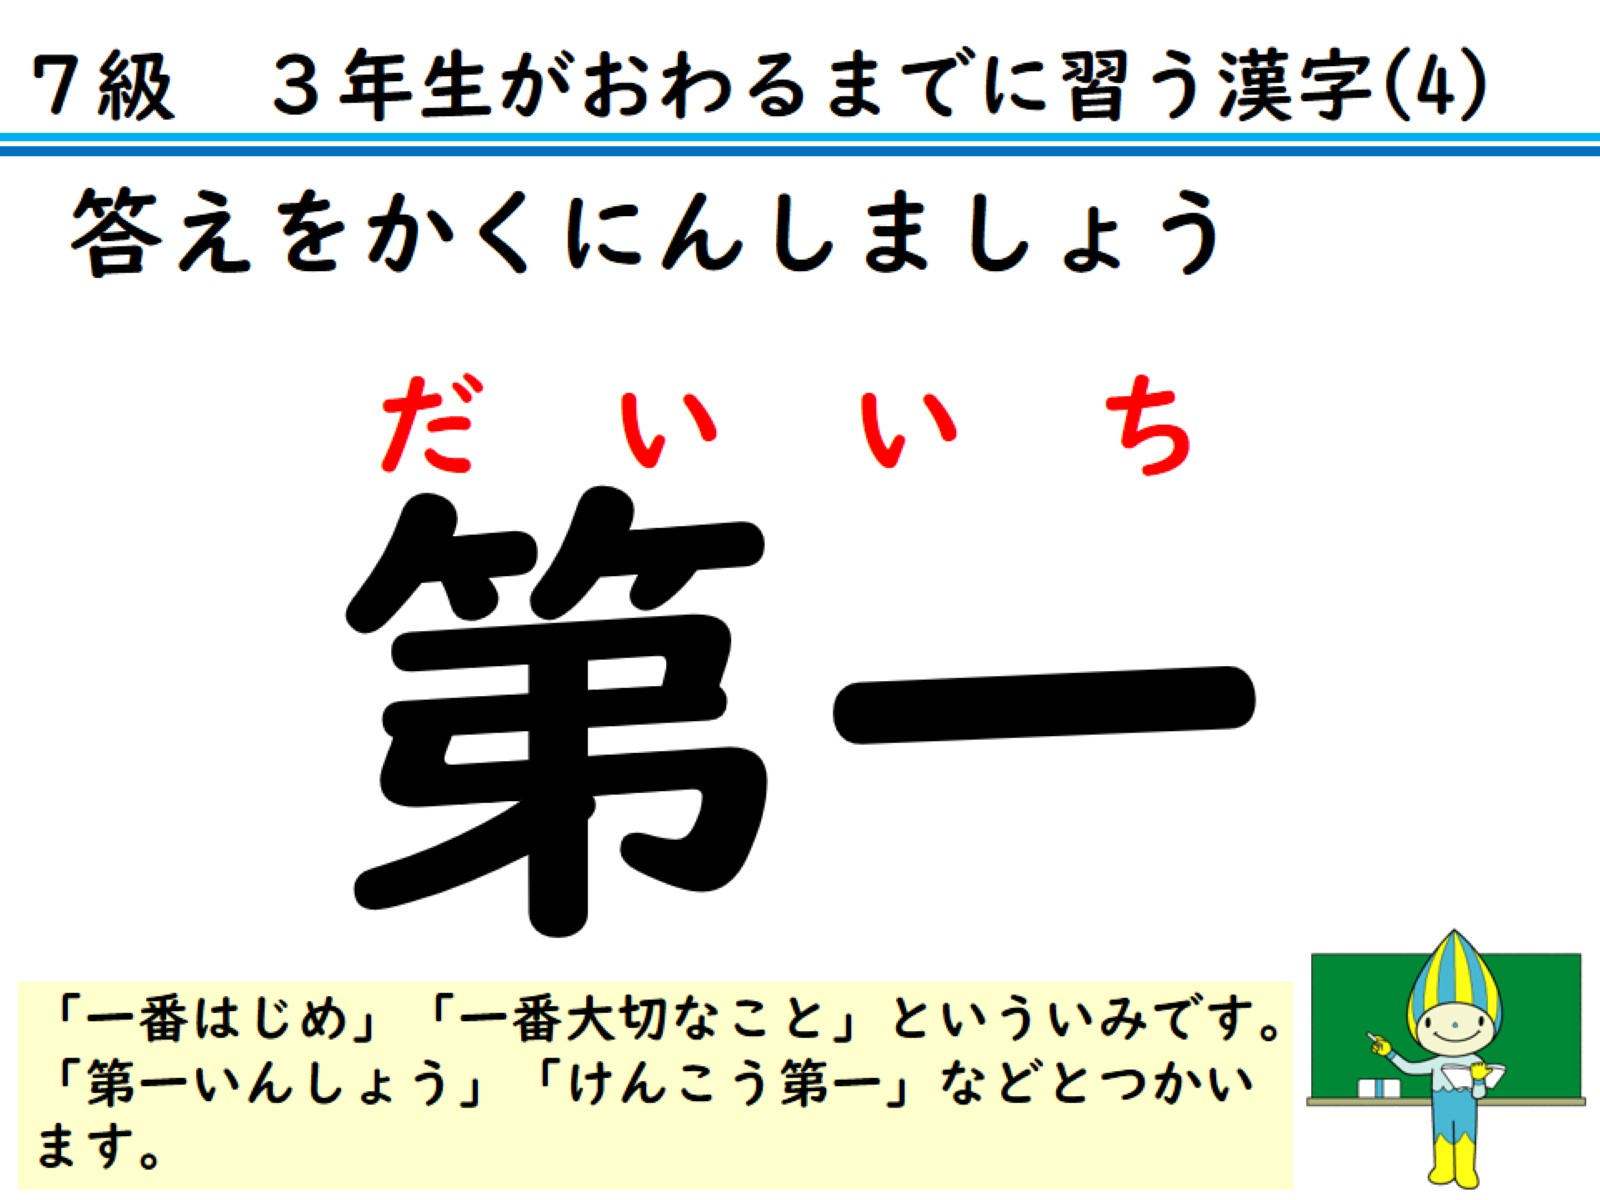 ７級　３年生がおわるまでに習う漢字(4)
答えをかくにんしましょう
だいいち
第一
「一番はじめ」「一番大切なこと」といういみです。
「第一いんしょう」「けんこう第一」などとつかい
ます。